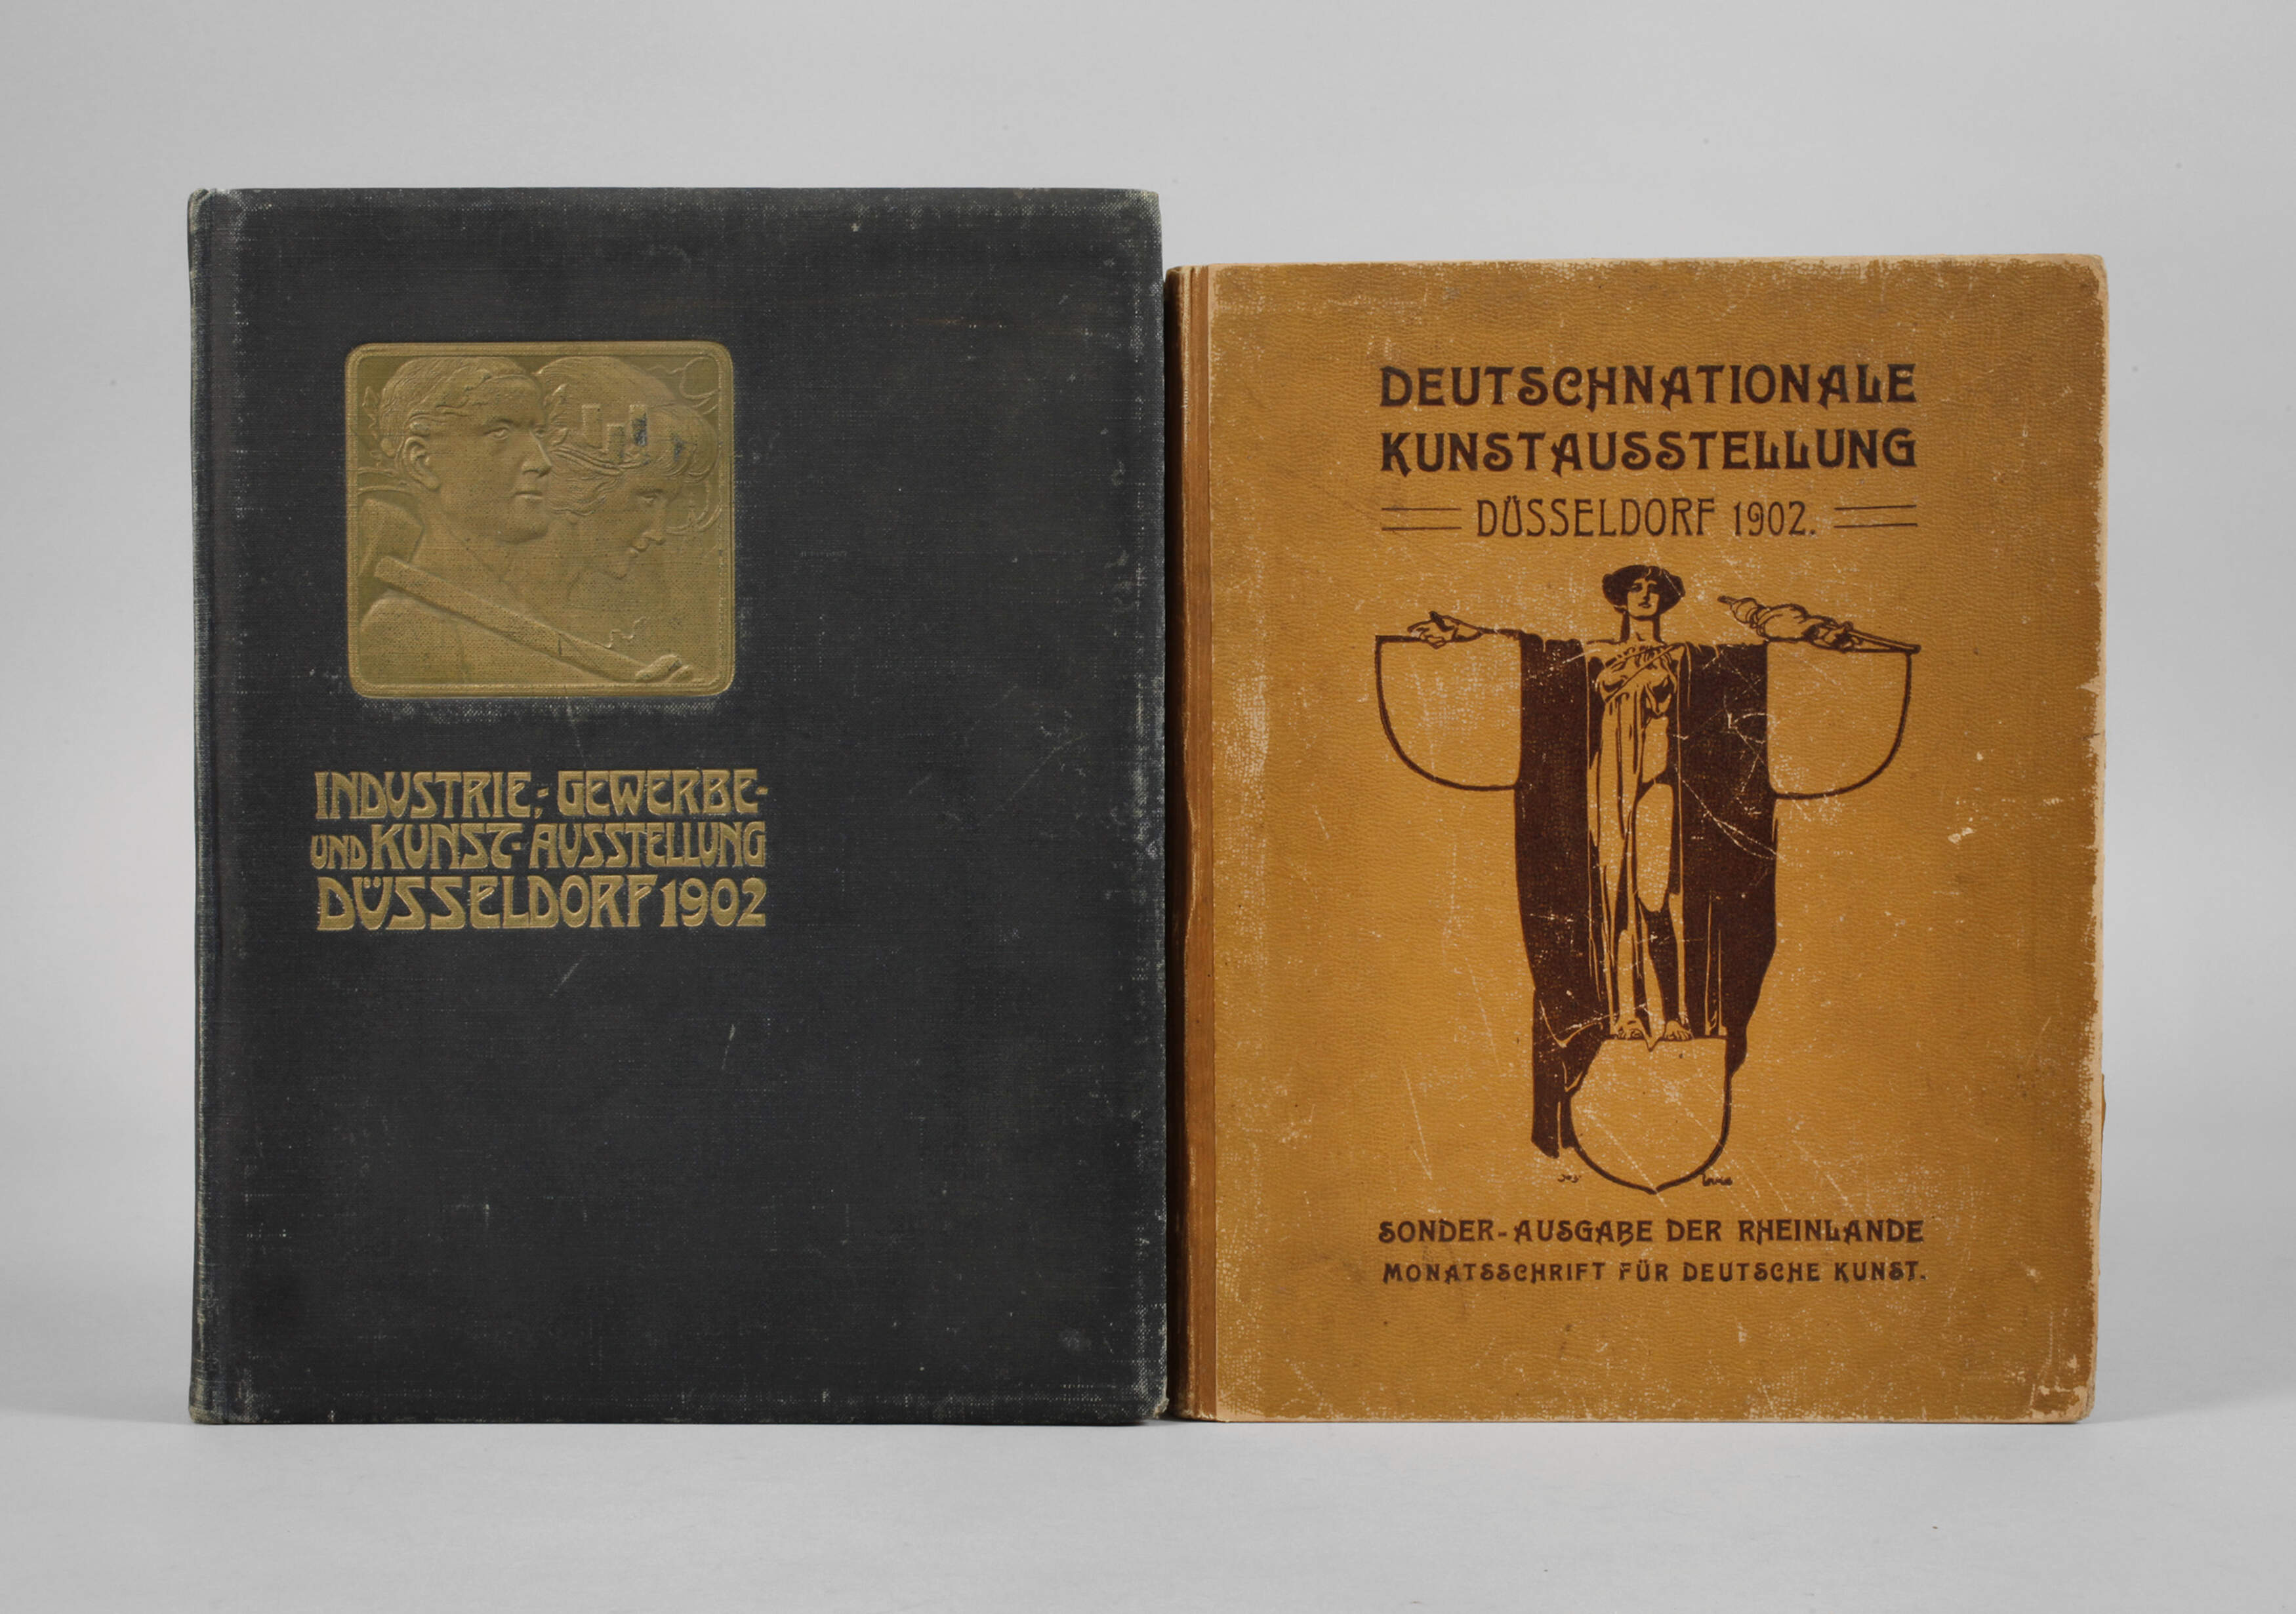 INDUSTRIE-, GEWERBE-
UND KUNST-AUSSTELLUNG
DÜSSELDORF 1902
DEUTSCHNATIONALE
KUNSTAUSSTELLUNG
DÜSSELDORF 1902.
SONDER-AUSGABE DER RHEINLANDE
MONATSSCHRIFT FÜR DEUTSCHE KUNST.